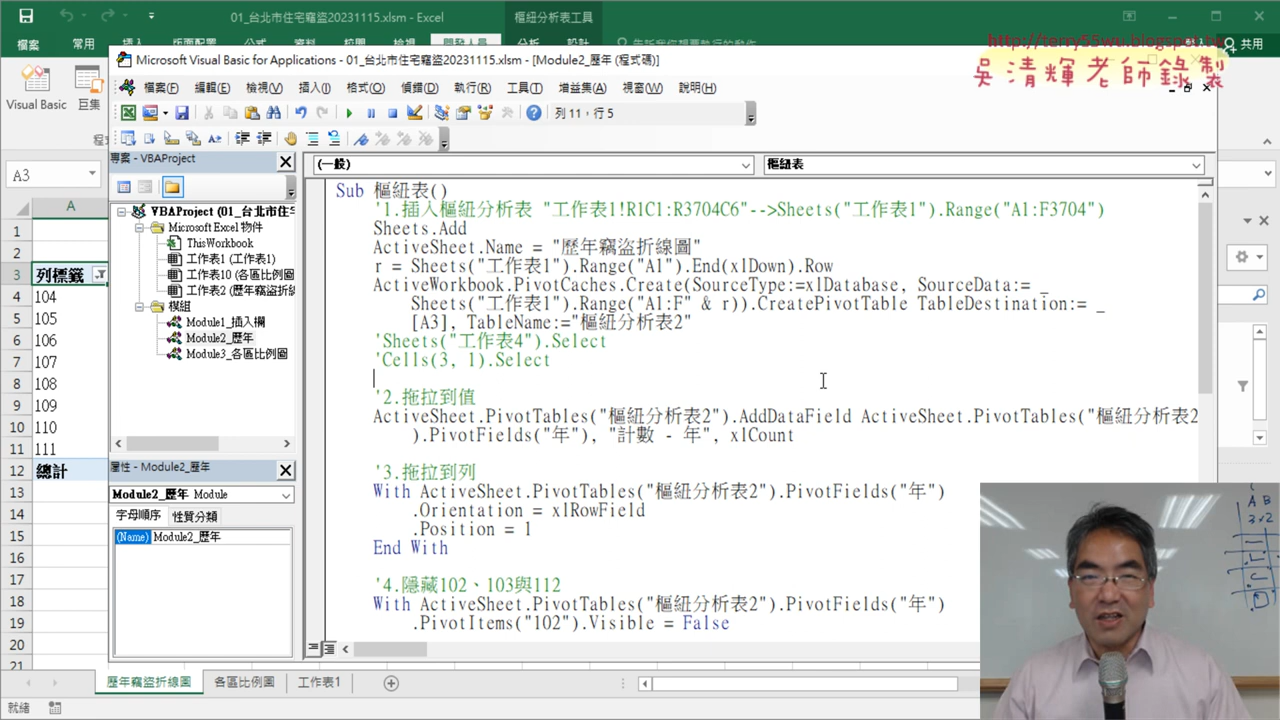 01_台北市住宅竊盜20231115.xlsm - Excel
樞紐分析表工具
檔案 常用
共用
http://terry55wu.blogspot.tw
吳清輝老師錄製
Visual Basic 巨集
Microsoft Visual Basic for Applications - 01_台北市住宅竊盜20231115.xlsm - [Module2_歷年 (程式碼)]
檔案(F) 編輯(E) 檢視(V) 插入(I) 格式(O) 偵錯(D) 執行(R) 工具(T) 增益集(A) 視窗(W) 說明(H)
列 11，行 5
A3
專案 - VBAProject
(一般)
樞紐表
A
列標籤
104
105
106
107
108
109
110
111
總計
1
2
3
4
5
6
7
8
9
10
11
12
13
14
15
16
17
18
19
20
21
VBAProject (01_台北市住宅
Microsoft Excel 物件
ThisWorkbook
工作表1 (工作表1)
工作表10 (各區比例圖
工作表2 (歷年竊盜折線
模組
Module1_插入欄
Module2_歷年
Module3_各區比例圖
屬性 - Module2_歷年
Module2_歷年 Module
字母順序 性質分類
(Name) Module2_歷年
Sub 樞紐表()
'1.插入樞紐分析表 "工作表1!R1C1:R3704C6"-->Sheets("工作表1").Range("A1:F3704")
Sheets.Add
ActiveSheet.Name = "歷年竊盜折線圖"
r = Sheets("工作表1").Range("A1").End(xlDown).Row
ActiveWorkbook.PivotCaches.Create(SourceType:=xlDatabase, SourceData:= _
Sheets("工作表1").Range("A1:F" & r)).CreatePivotTable TableDestination:= _
[A3], TableName:="樞紐分析表2"
'Sheets("工作表4").Select
'Cells(3, 1).Select
'2.拖拉到值
ActiveSheet.PivotTables("樞紐分析表2").AddDataField ActiveSheet.PivotTables("樞紐分析表2
).PivotFields("年"), "計數 - 年", xlCount
'3.拖拉到列
With ActiveSheet.PivotTables("樞紐分析表2").PivotFields("年")
.Orientation = xlRowField
.Position = 1
End With
'4.隱藏102、103與112
With ActiveSheet.PivotTables("樞紐分析表2").PivotFields("年")
.PivotItems("102").Visible = False
歷年竊盜折線圖 各區比例圖 工作表1
就緒
A B
3×2